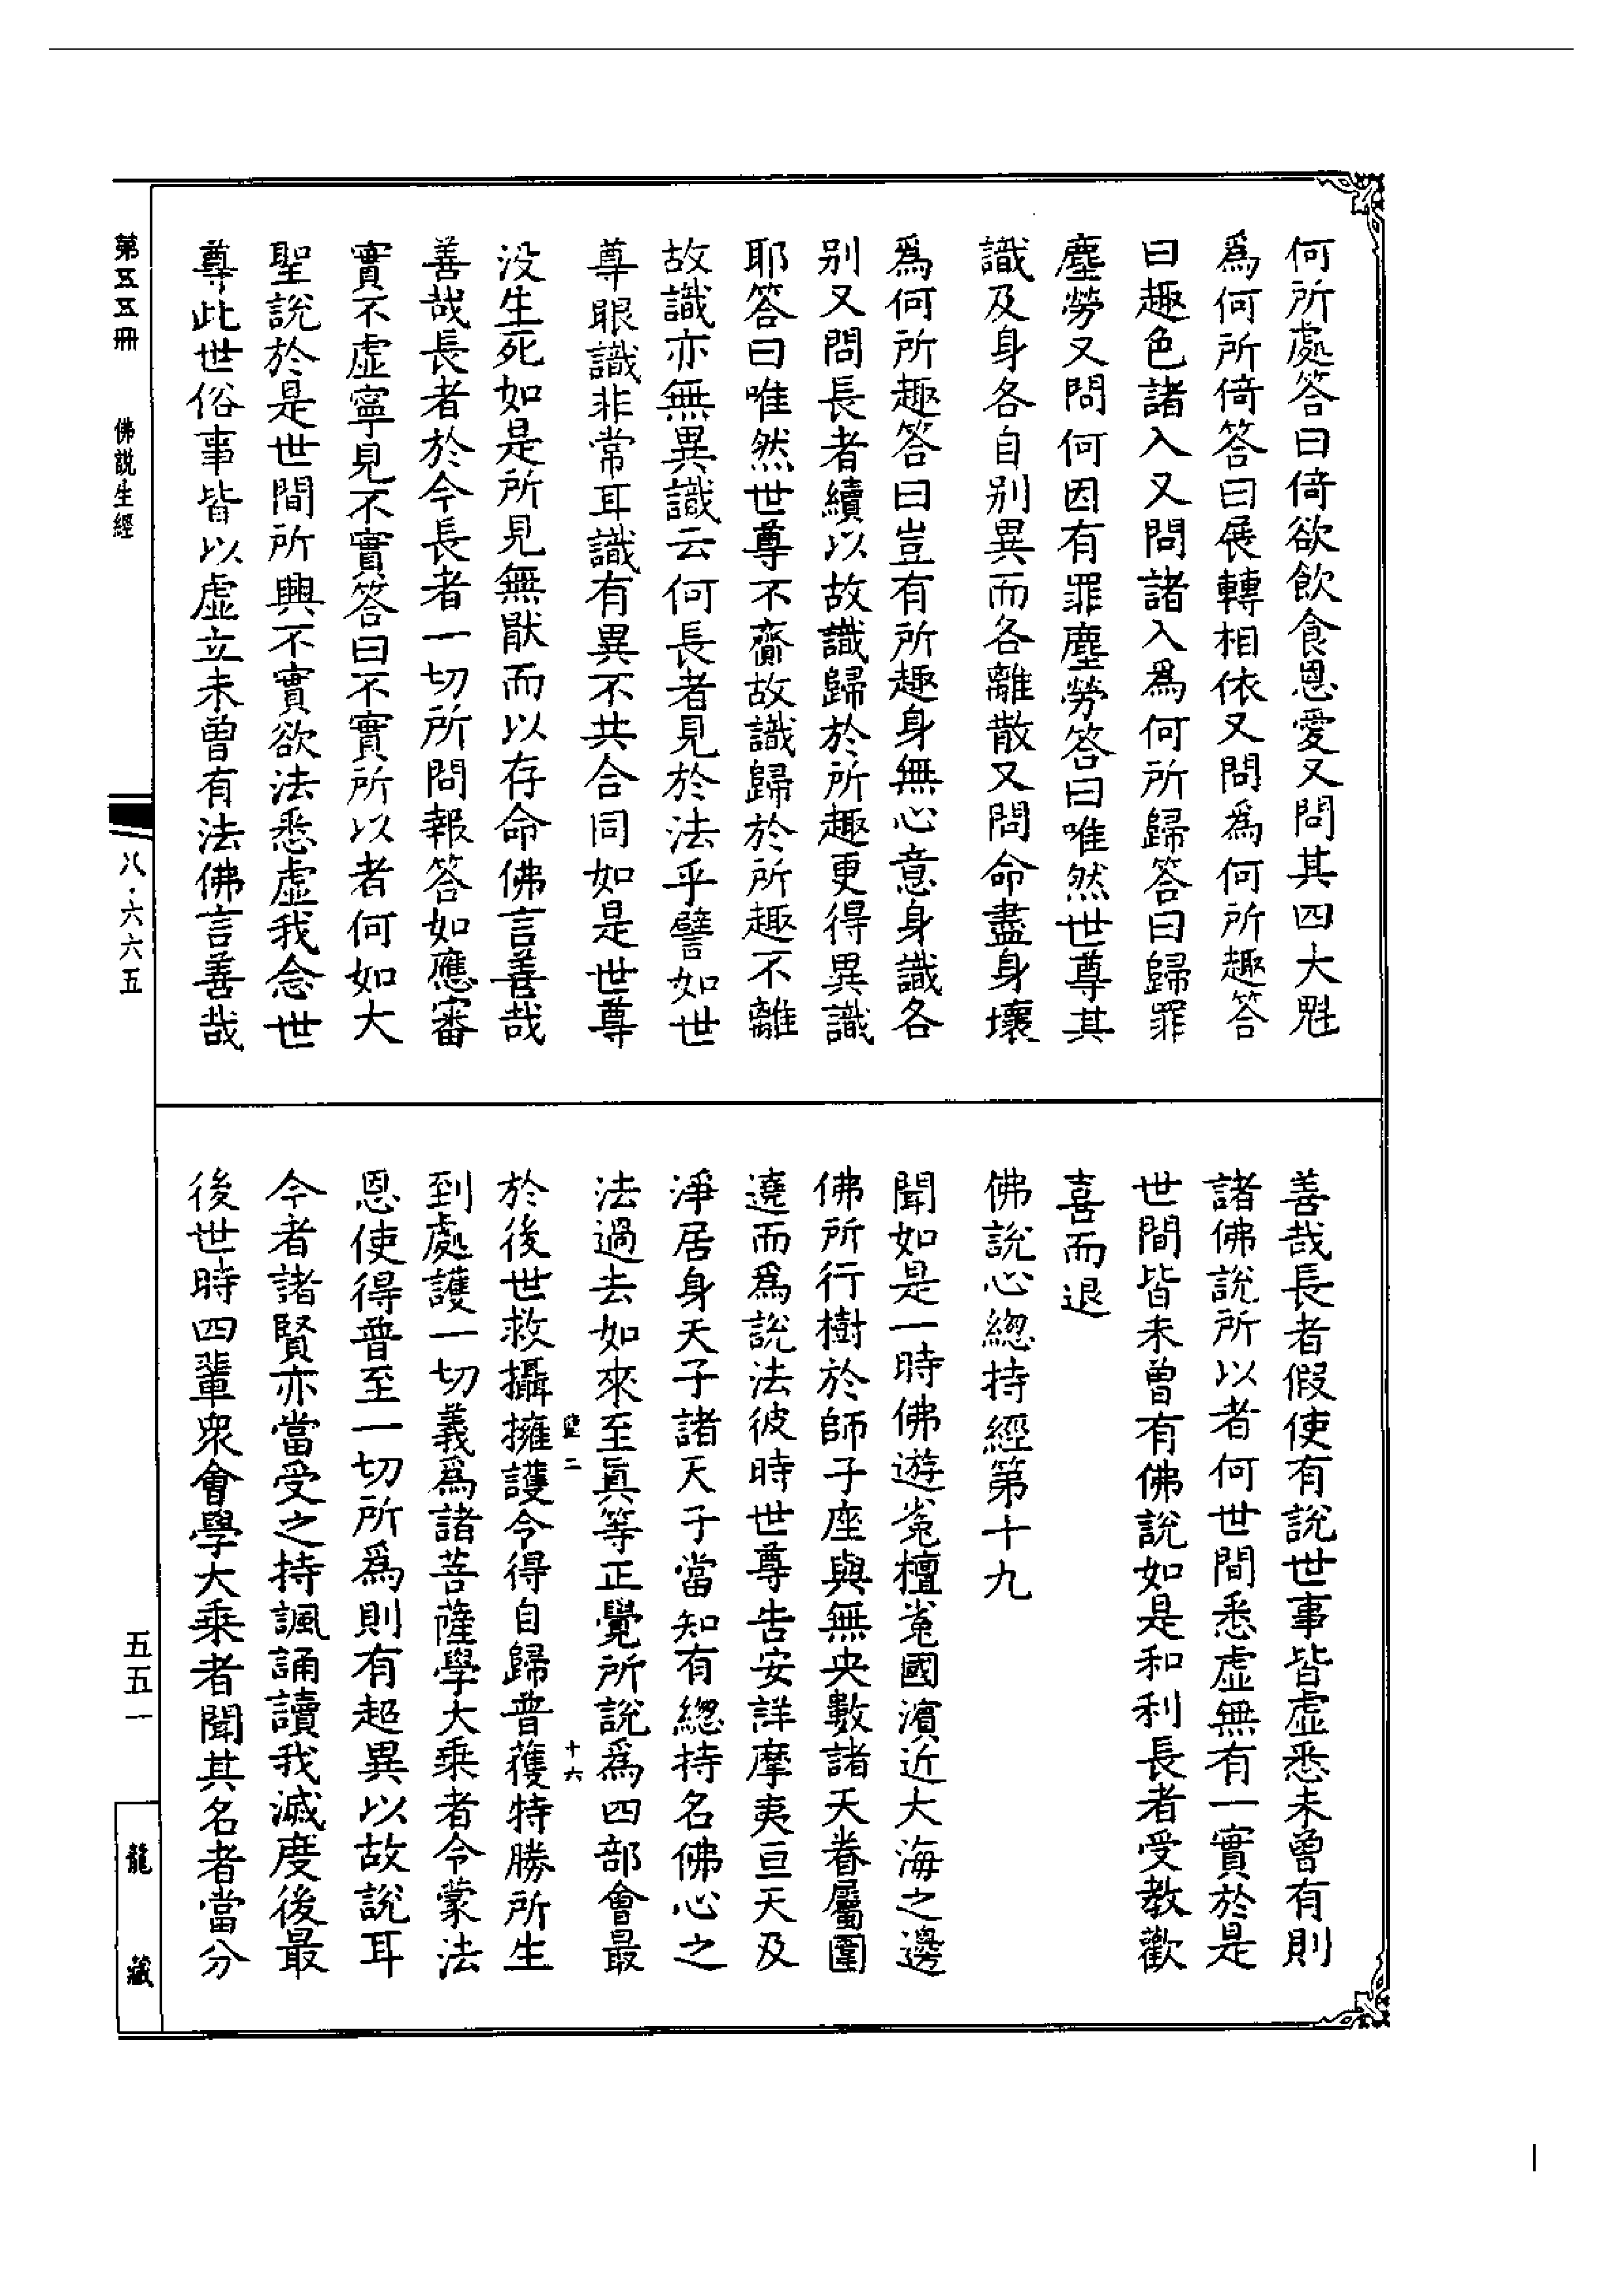 何所處答曰倚欲飲食恩愛又問其四大魁
爲何所倚答曰展轉相依又問爲何所趣答
曰趣色諸入又問諸入爲何所歸答曰歸罪
塵勞又問何因有罪塵勞答曰唯然世尊其
識及身各自別異而各離散又問命盡身壞
爲何所趣答曰豈有所趣身無心意身識各
別又問長者續以故識歸於所趣更得異識
耶答曰唯然世尊不齎故識歸於所趣不離
故識亦無異識云何長者見於法乎譬如世
尊眼識非常耳識有異不共合同如是世尊
没生死如是所見無猒而以存命佛言善哉
善哉長者於今長者一切所問報答如應審
實不虛寧見不實答曰不實所以者何如大
聖說於是世間所興不實欲法悉虛我念世
尊此世俗事皆以虛立未曾有法佛言善哉
善哉長者假使有說世事皆虛悉未曾有則
諸佛說所以者何世間悉虛無有一實於是
世間皆未曾有佛說如是和利長者受教歡
喜而退
佛說心總持經第十九
聞如是一時佛遊菟檀菟國濱近大海之邊
佛所行樹於師子座與無央數諸天眷屬圍
遶而爲說法彼時世尊告安詳摩夷亘天及
淨居身天子諸天子當知有總持名佛心之
法過去如來至眞等正覺所說爲四部會最
於後世救攝擁護令得自歸普獲特勝所生
到處護一切義爲諸菩薩學大乘者令蒙法
恩使得普至一切所爲則有超異以故說耳
今者諸賢亦當受之持諷誦讀我滅度後最
後世時四輩衆會學大乘者聞其名者當分
二
十六
第五五冊
佛說生經
八·六六五
五五一
龍藏